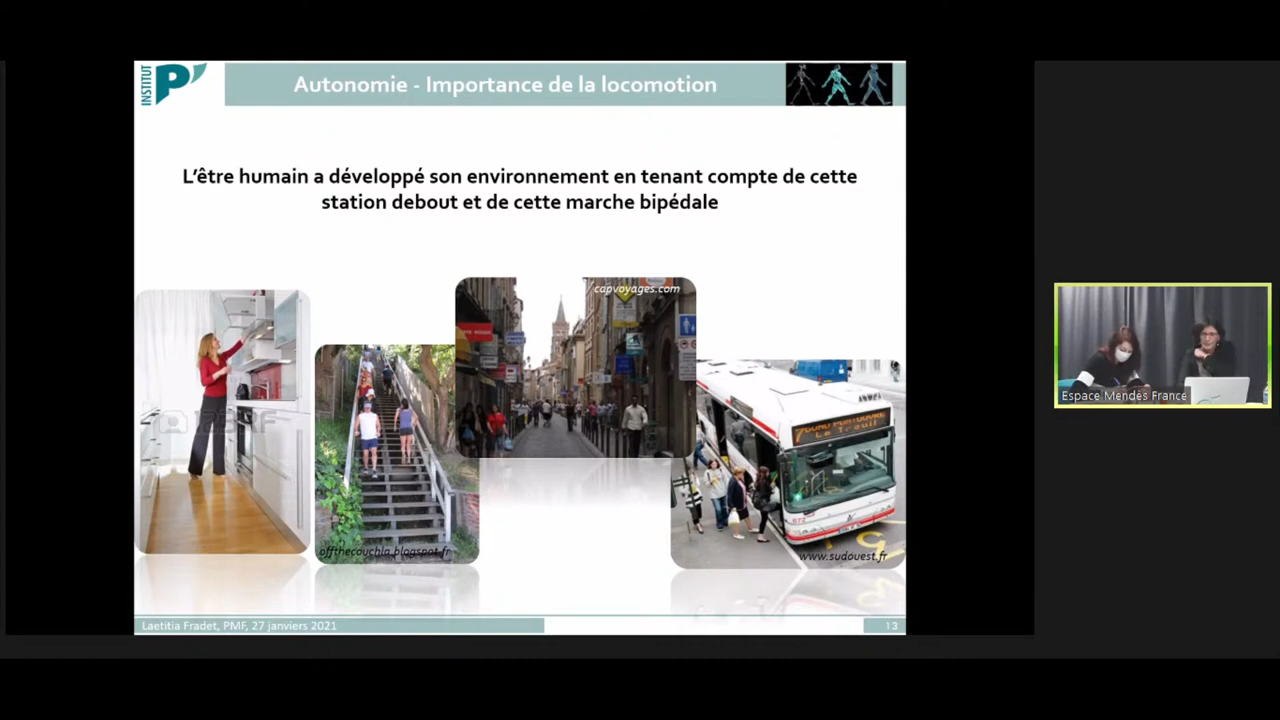 INSTITUT
P'
Autonomie - Importance de la locomotion
L'être humain a développé son environnement en tenant compte de cette
station debout et de cette marche bipédale
capvoyages.com
offthecouchla.blogspot.fr
www.sudouest.fr
Laetitia Fradet, PMF, 27 janviers 2021
13
Espace Mendès France